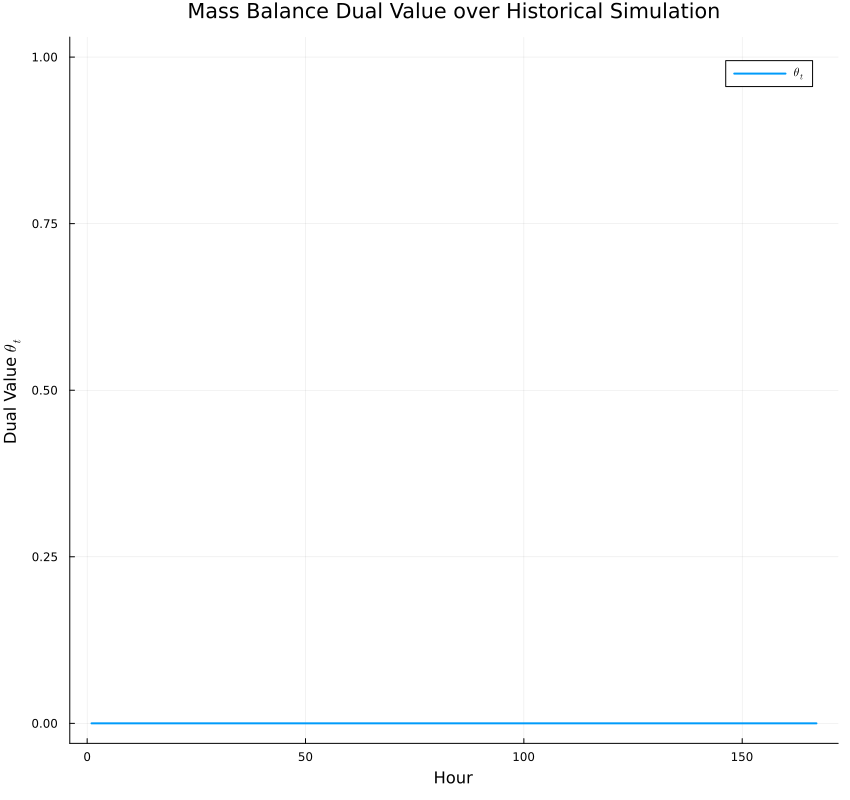 Mass Balance Dual Value over Historical Simulation
θₜ
1.00
0.75
0.50
0.25
0.00
Dual Value θₜ
0 50 100 150
Hour